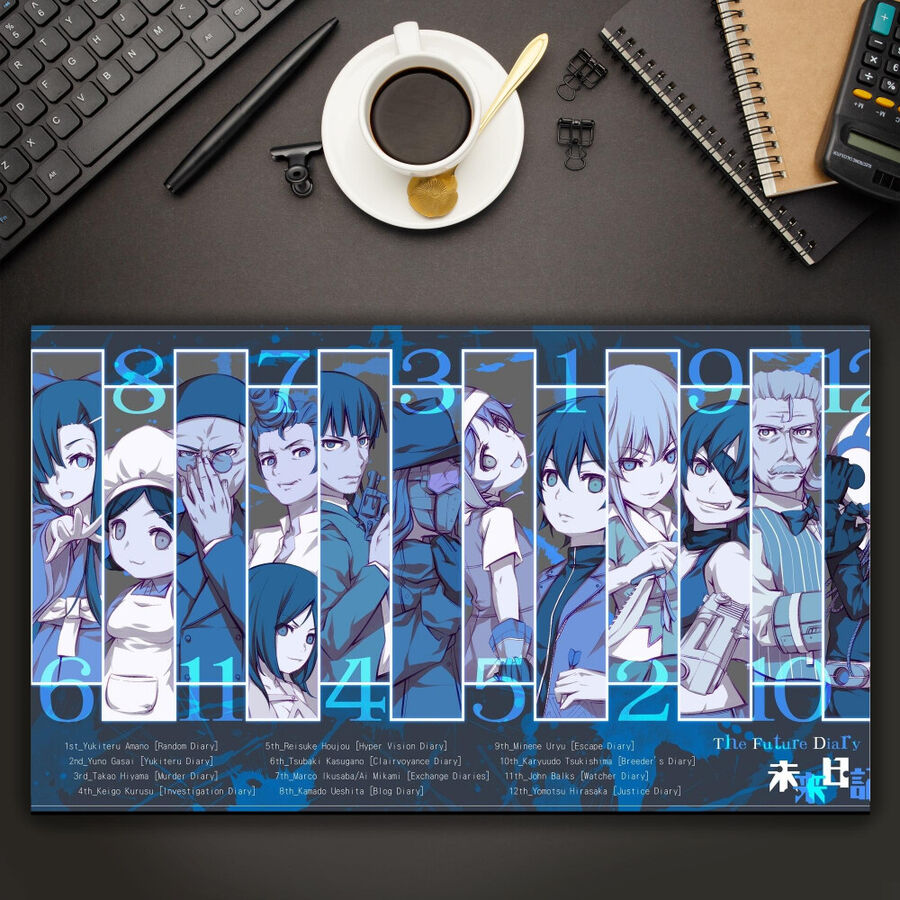 8 7 3 1 9 12
6 11 4 5 2 10
1st_Yukiteru Amano [Random Diary]
2nd_Yuno Gasai [Yukiteru Diary]
3rd_Takao Hiyama [Murder Diary]
4th_Keigo Kurusu [Investigation Diary]
5th_Reisuke Houjou [Hyper Vision Diary]
6th_Tsubaki Kasugano [Clairvoyance Diary]
7th_Marco Ikusaba/Ai Mikami [Exchange Diaries]
8th_Kamado Ueshita [Blog Diary]
9th_Minene Uryu [Escape Diary]
10th_Karyuudo Tsukishima [Breeder's Diary]
11th_John Balks [Watcher Diary]
12th_Yomotsu Hirasaka [Justice Diary]
The Future Diary
未来日記